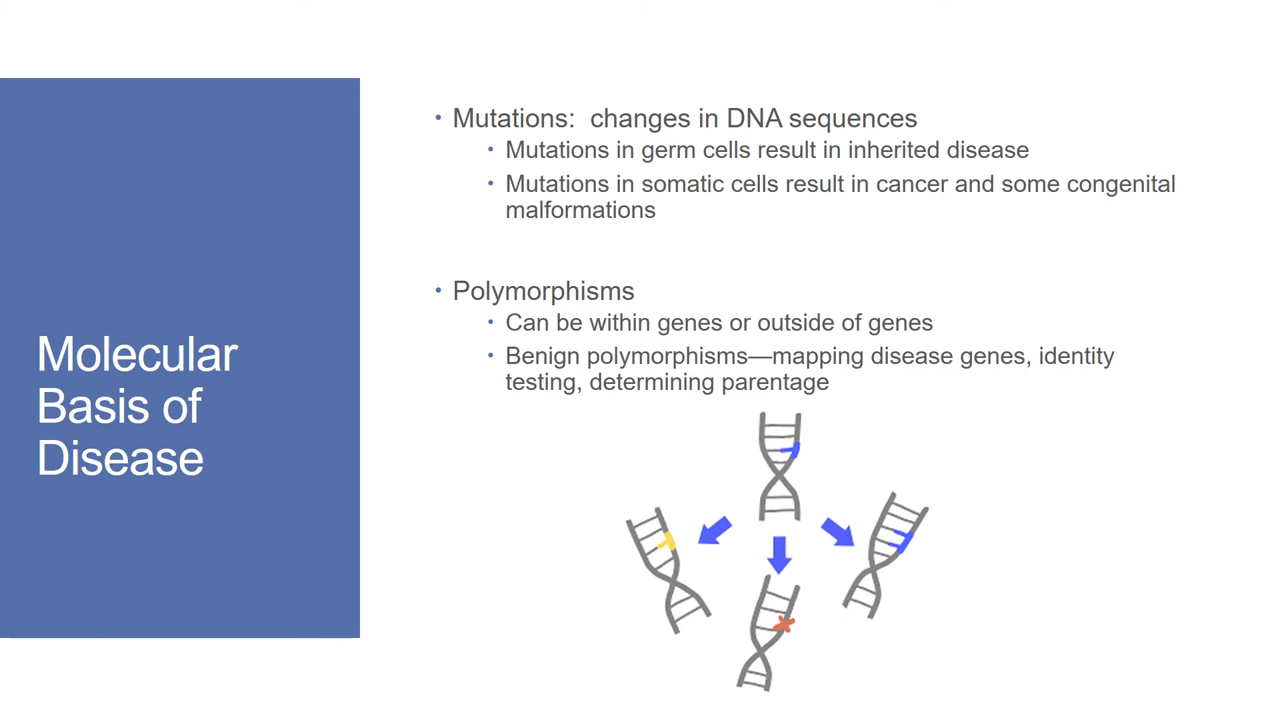 Molecular
Basis of
Disease
• Mutations:  changes in DNA sequences
• Mutations in germ cells result in inherited disease
• Mutations in somatic cells result in cancer and some congenital
malformations
• Polymorphisms
• Can be within genes or outside of genes
• Benign polymorphisms—mapping disease genes, identity
testing, determining parentage